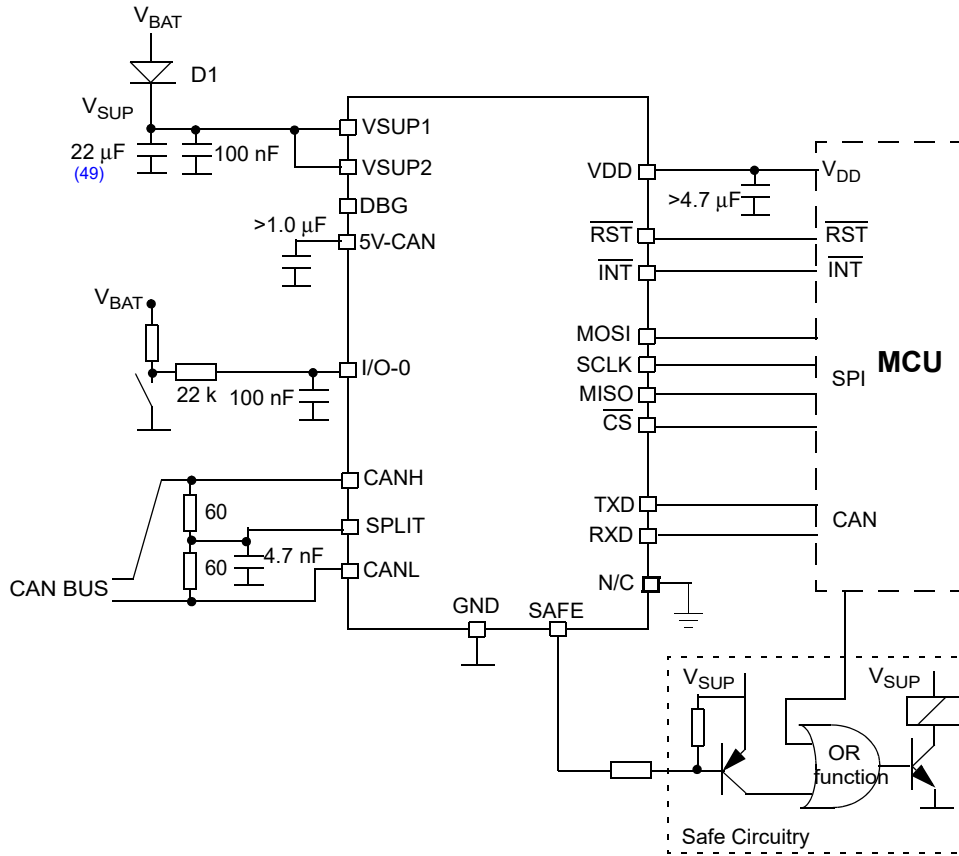 VBAT
D1
VSUP
22 μF
(49)
100 nF
VSUP1
VSUP2
DBG
>1.0 μF
5V-CAN
VBAT
22 k
100 nF
I/O-0
CANH
60
SPLIT
4.7 nF
60
CANL
CAN BUS
GND
SAFE
VDD
>4.7 μF
VDD
RST
RST
INT
INT
MOSI
SCLK
MISO
CS
SPI
MCU
TXD
RXD
CAN
N/C
VSUP
VSUP
OR
function
Safe Circuitry